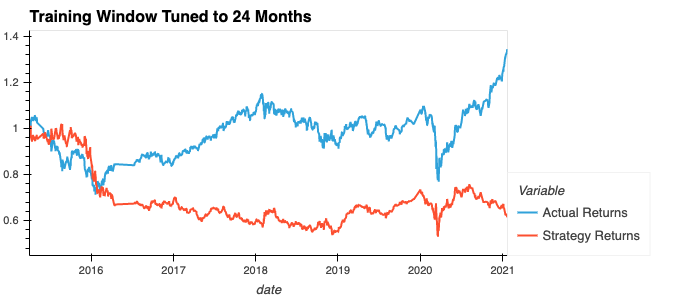 Training Window Tuned to 24 Months
1.4
1.2
1
0.8
0.6
2016 2017 2018 2019 2020 2021
date
Variable
Actual Returns
Strategy Returns